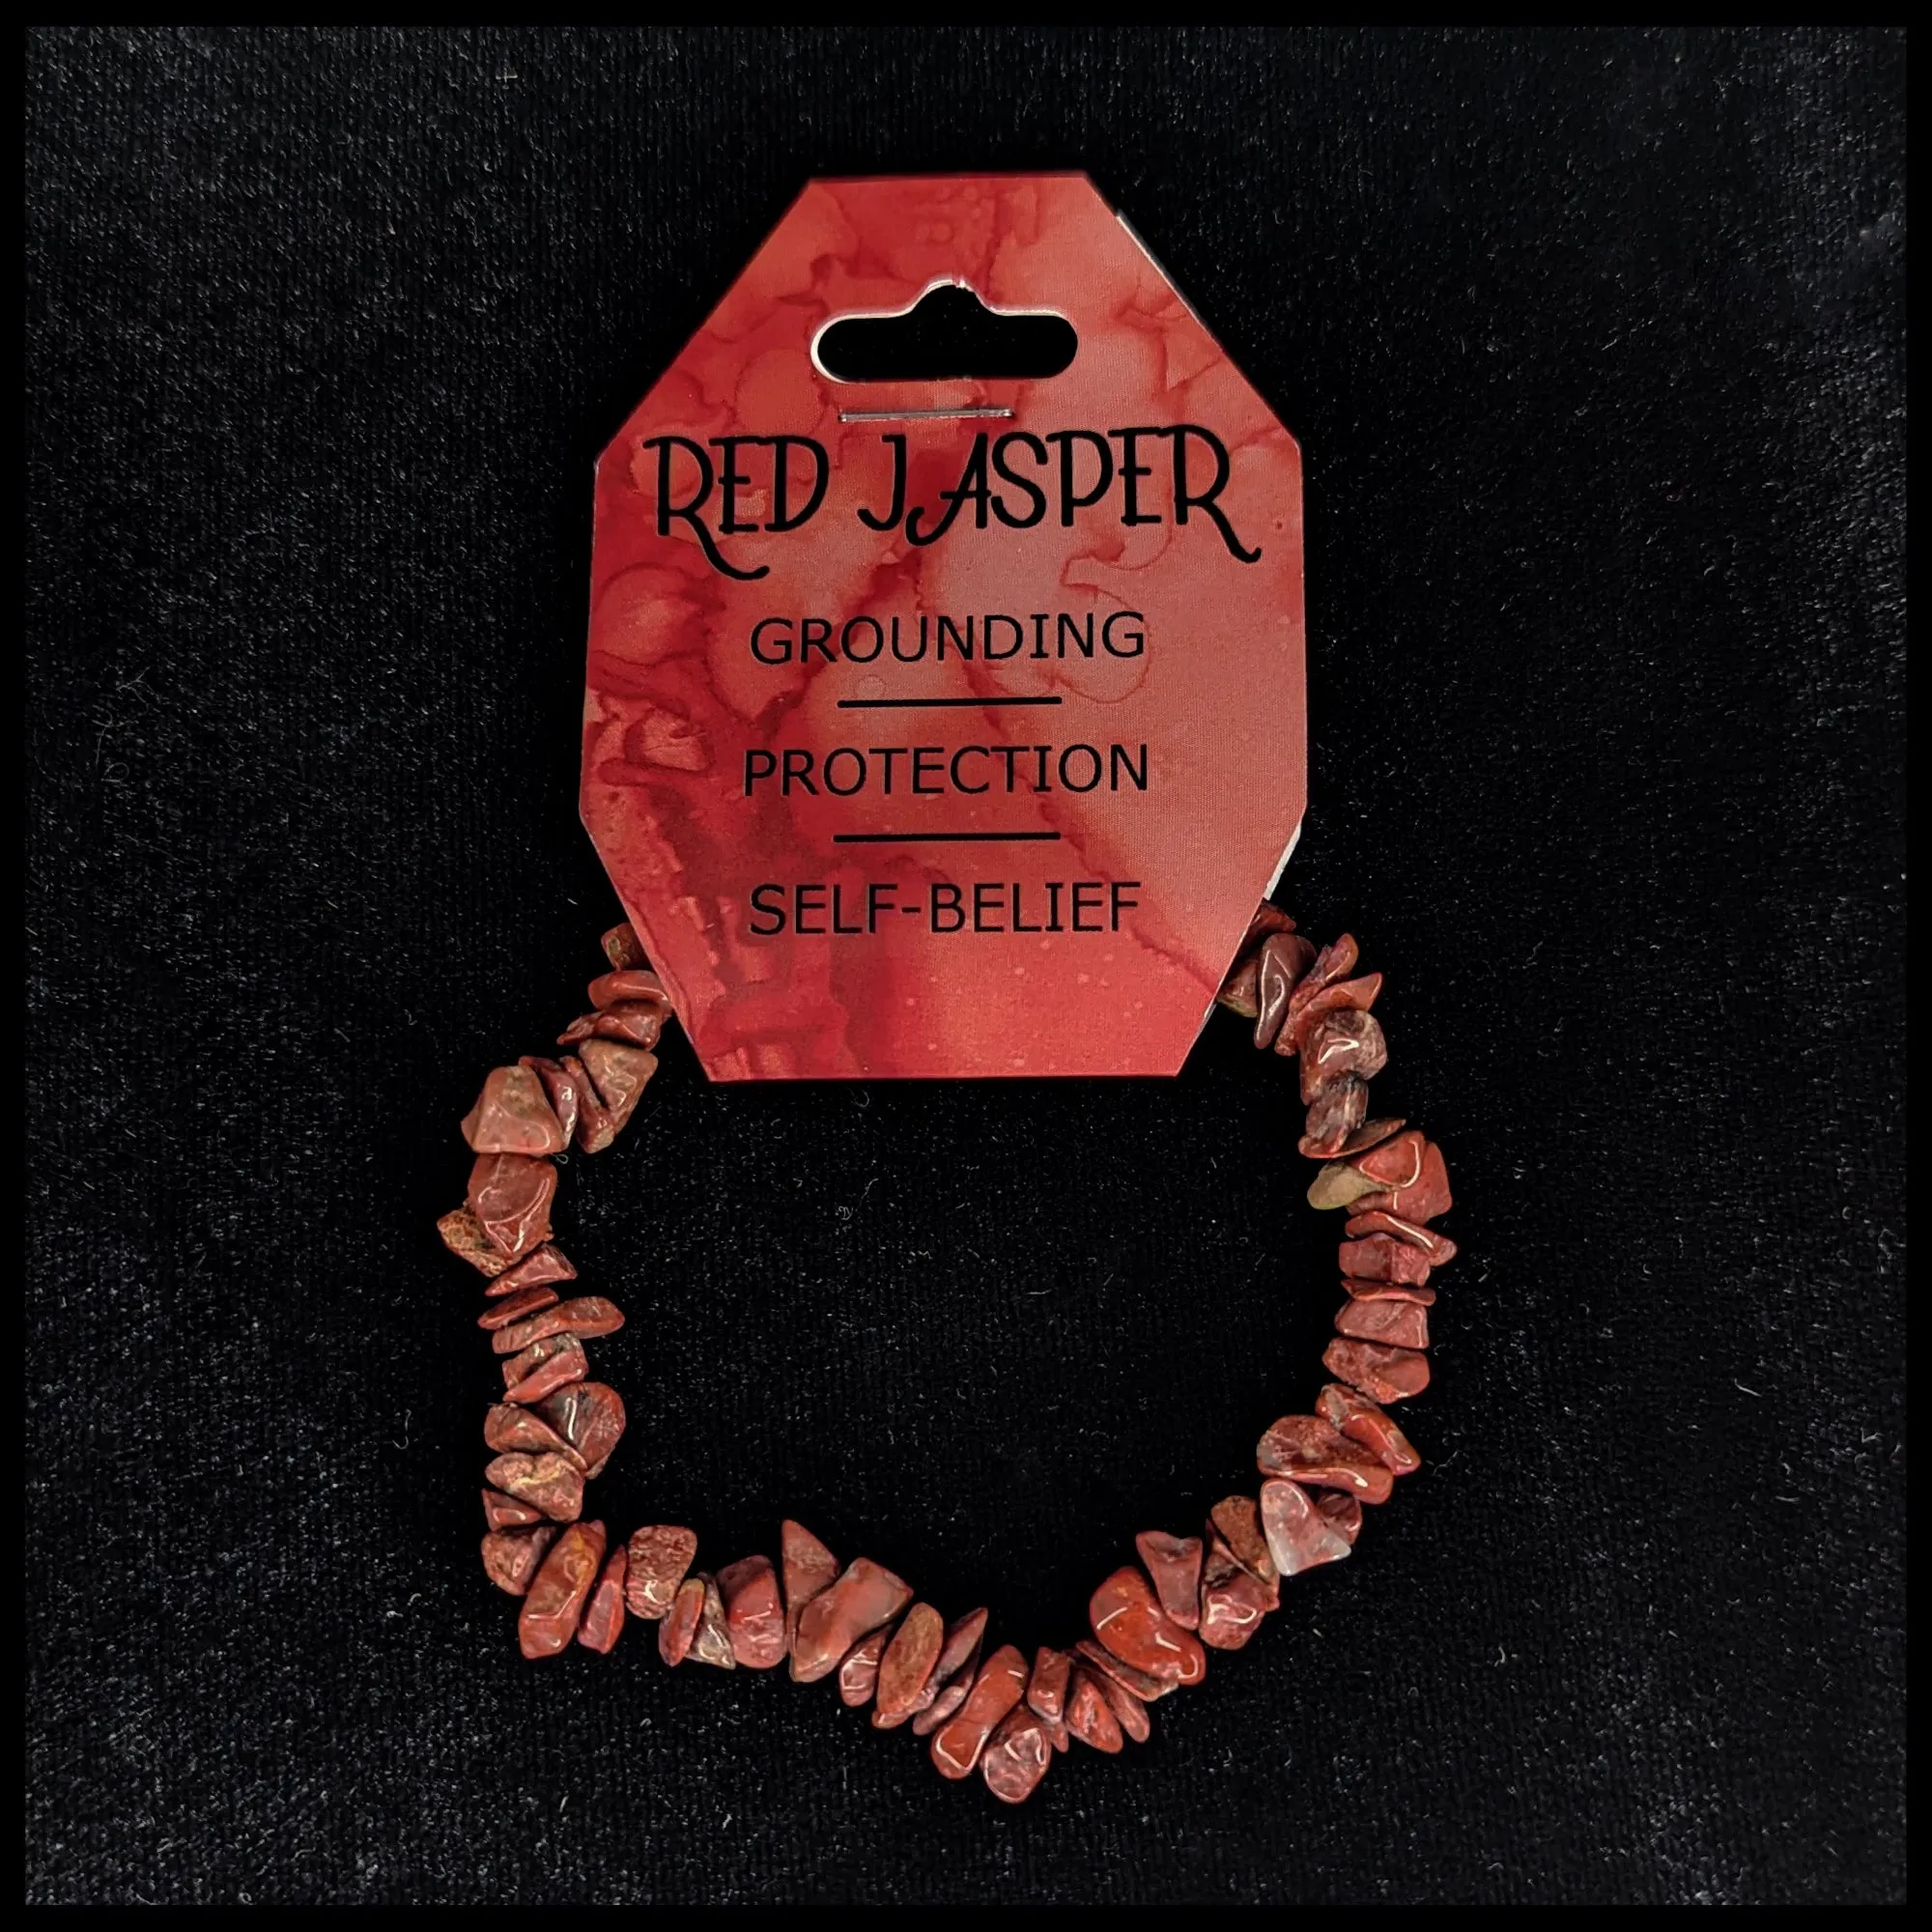 RED JASPER
GROUNDING
PROTECTION
SELF-BELIEF